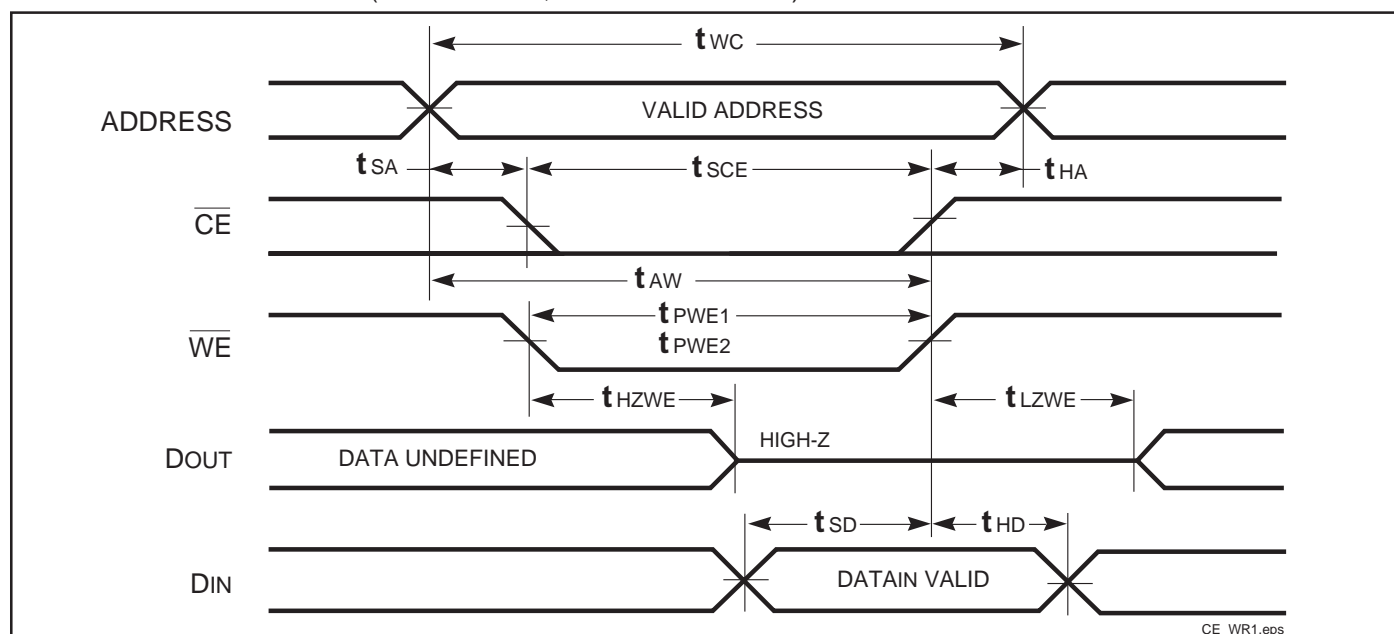 tWC
ADDRESS
VALID ADDRESS
tSA
tSCE
tHA
CE
tAW
tPWE1
WE
tPWE2
tHZWE
tLZWE
DOUT
DATA UNDEFINED
HIGH-Z
tSD
tHD
DIN
DATAIN VALID
CE_WR1.eps